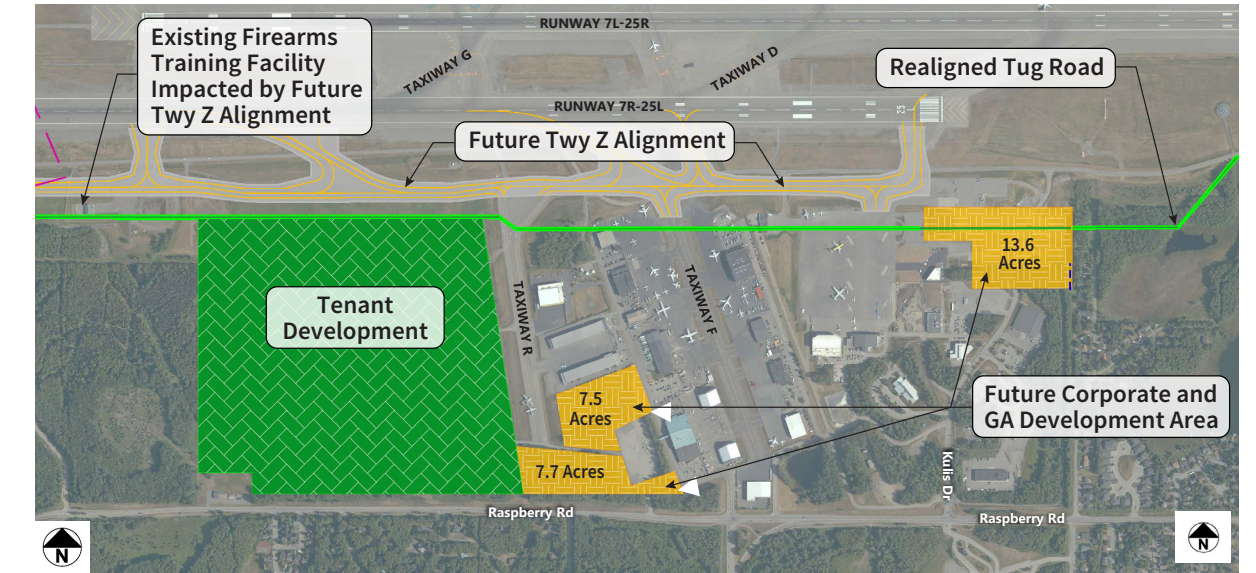 RUNWAY 7L-25R
Existing Firearms
Training Facility
Impacted by Future
Twy Z Alignment
TAXIWAY G
TAXIWAY D
Realigned Tug Road
RUNWAY 7R-25L
25
Future Twy Z Alignment
13.6
Acres
Tenant
Development
TAXIWAY R
TAXIWAY F
7.5
Acres
Future Corporate and
GA Development Area
7.7 Acres
Kulis Dr
Raspberry Rd
Raspberry Rd
N
N